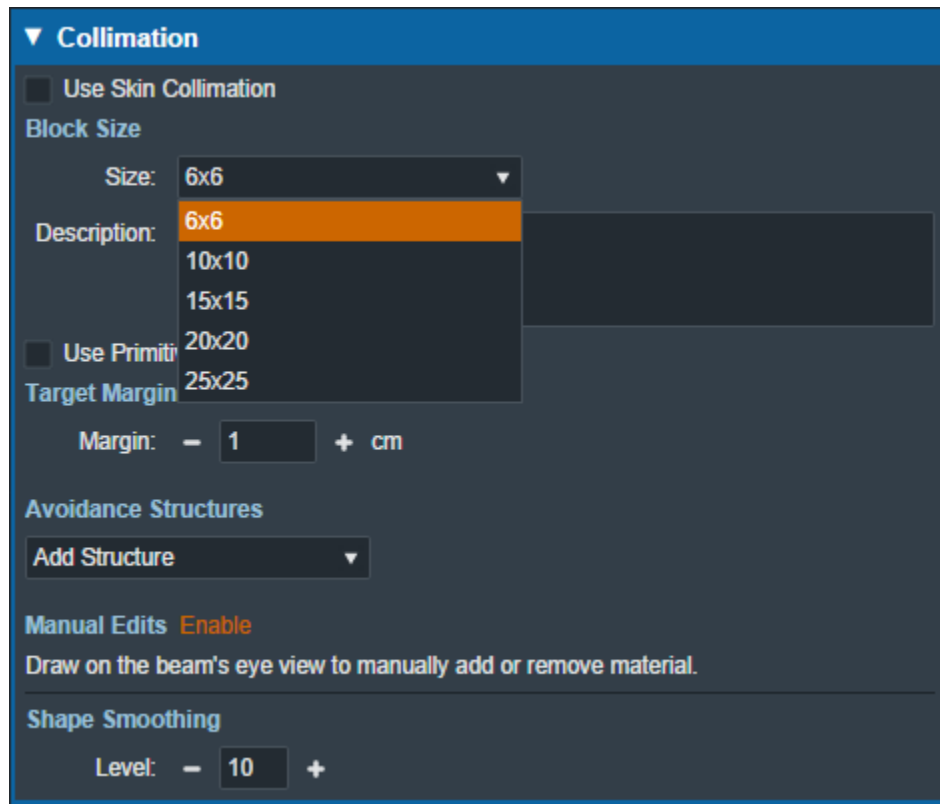 Collimation
Use Skin Collimation
Block Size
Size: 6x6
Description:
6x6
10x10
15x15
20x20
25x25
Use
Target Margin
Margin: - 1 + cm
Avoidance Structures
Add Structure
Manual Edits Enable
Draw on the beam's eye view to manually add or remove material.
Shape Smoothing
Level: - 10 +